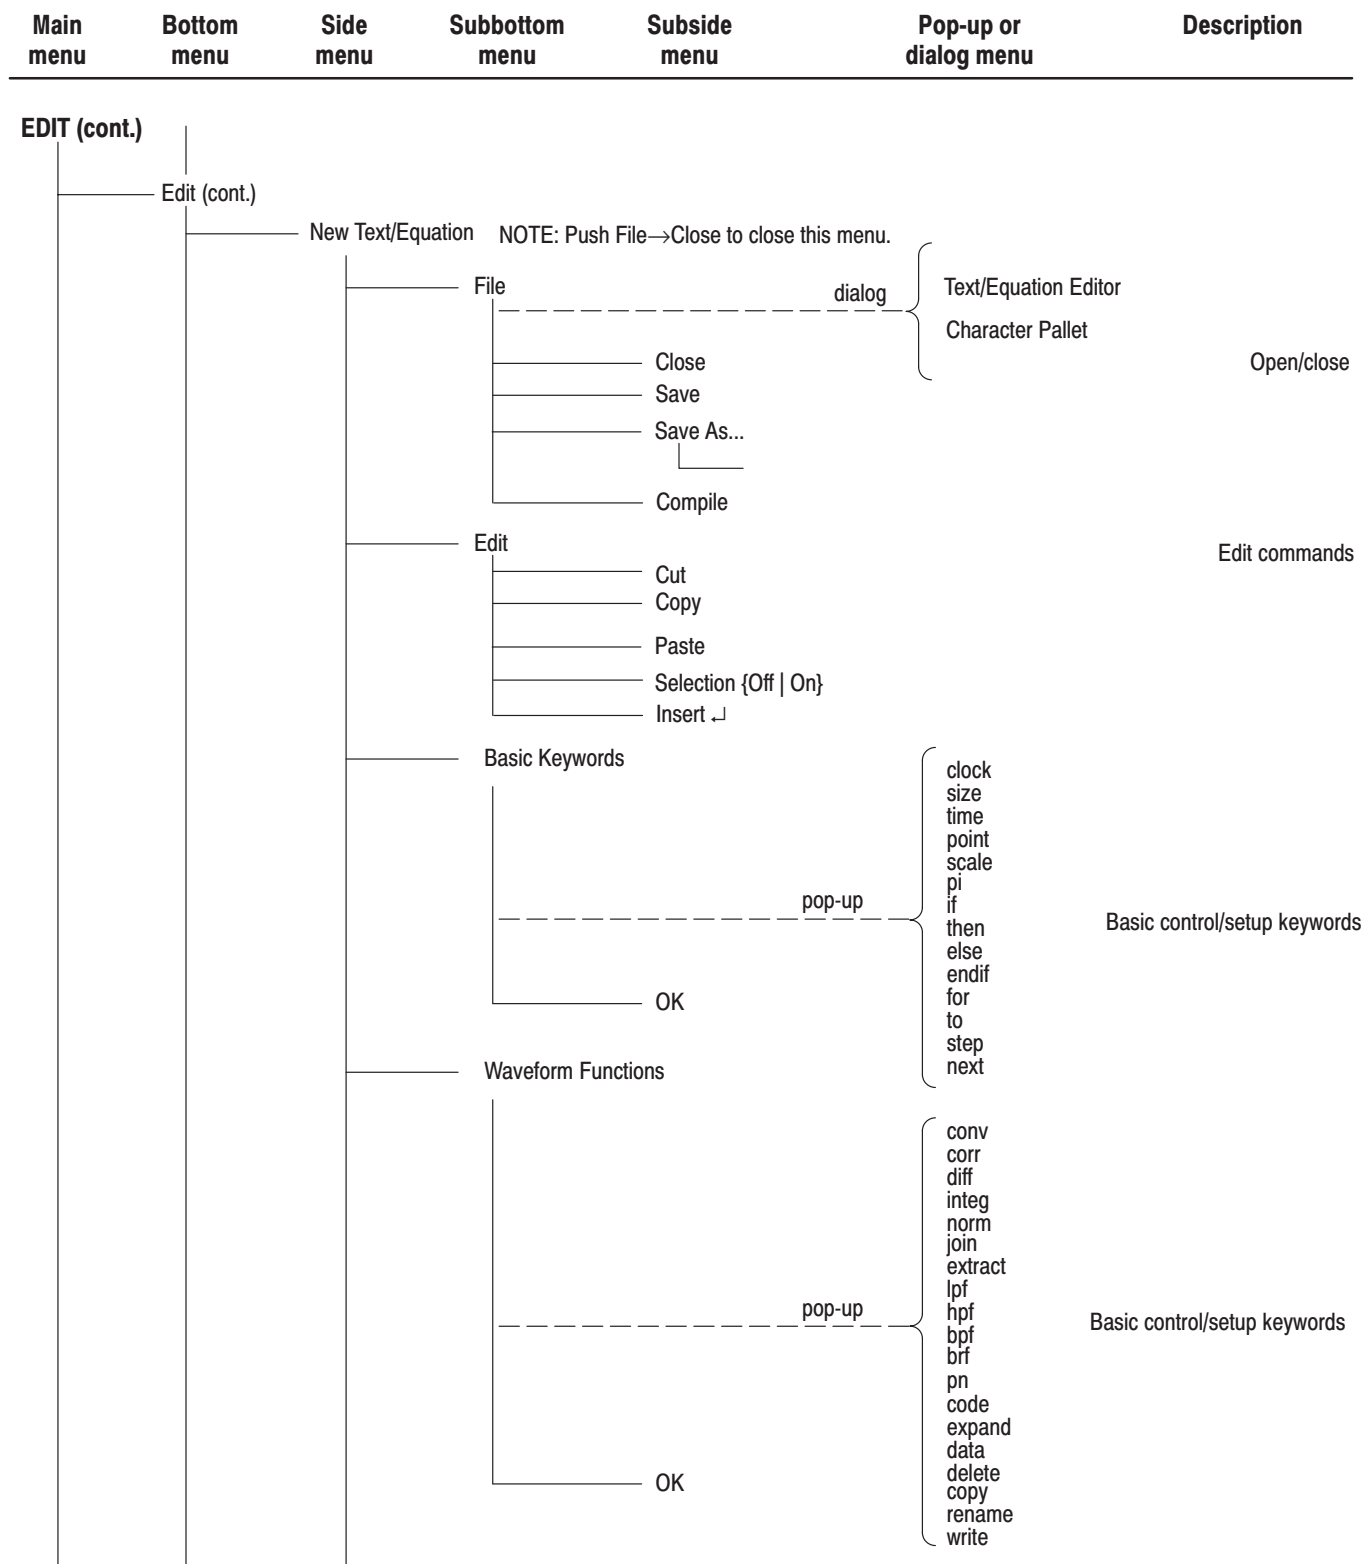 Main menu
Bottom menu
Side menu
Subbottom menu
Subside menu
Pop-up or dialog menu
Description
EDIT (cont.)
Edit (cont.)
New Text/Equation
NOTE: Push File→Close to close this menu.
File
dialog
Text/Equation Editor
Character Pallet
Close
Open/close
Save
Save As...
Compile
Edit
Edit commands
Cut
Copy
Paste
Selection {Off | On}
Insert ↵
Basic Keywords
pop-up
clock
size
time
point
scale
pi
if
then
else
endif
for
to
step
next
Basic control/setup keywords
OK
Waveform Functions
pop-up
conv
corr
diff
integ
norm
join
extract
lpf
hpf
bpf
brf
pn
code
expand
data
delete
copy
rename
write
Basic control/setup keywords
OK